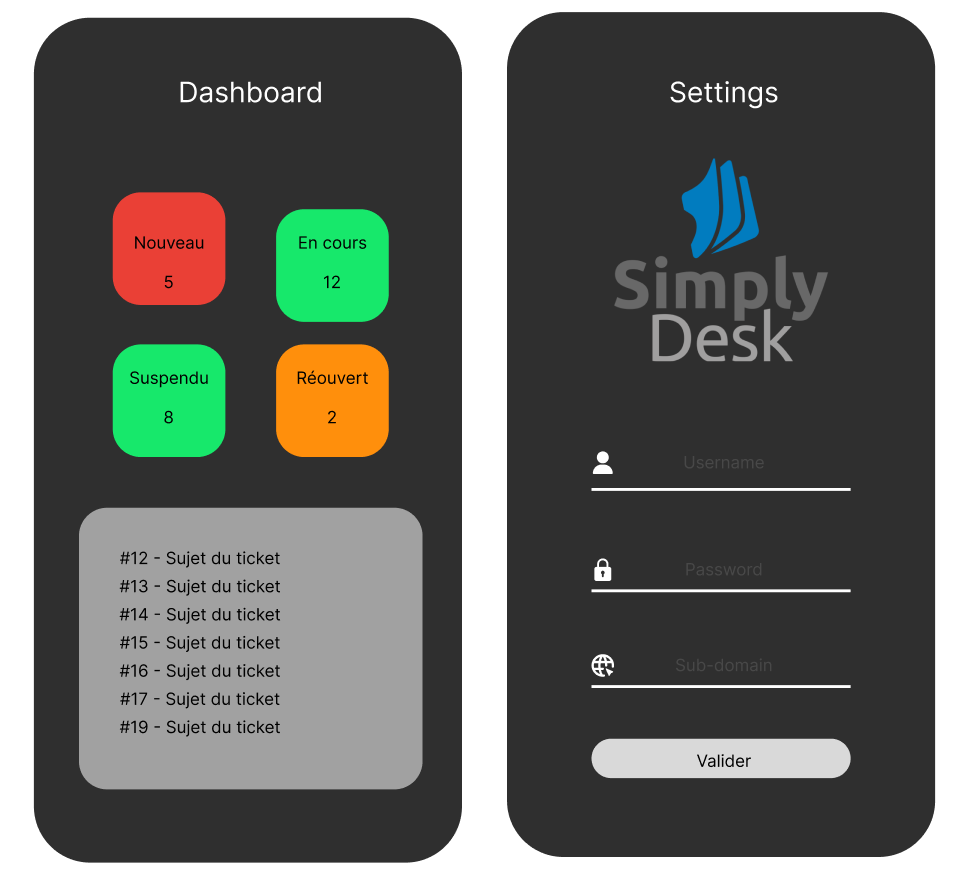 Dashboard
Nouveau
5
En cours
12
Suspendu
8
Réouvert
2
#12 - Sujet du ticket
#13 - Sujet du ticket
#14 - Sujet du ticket
#15 - Sujet du ticket
#16 - Sujet du ticket
#17 - Sujet du ticket
#19 - Sujet du ticket
Settings
Simply
Desk
Username
Password
Sub-domain
Valider